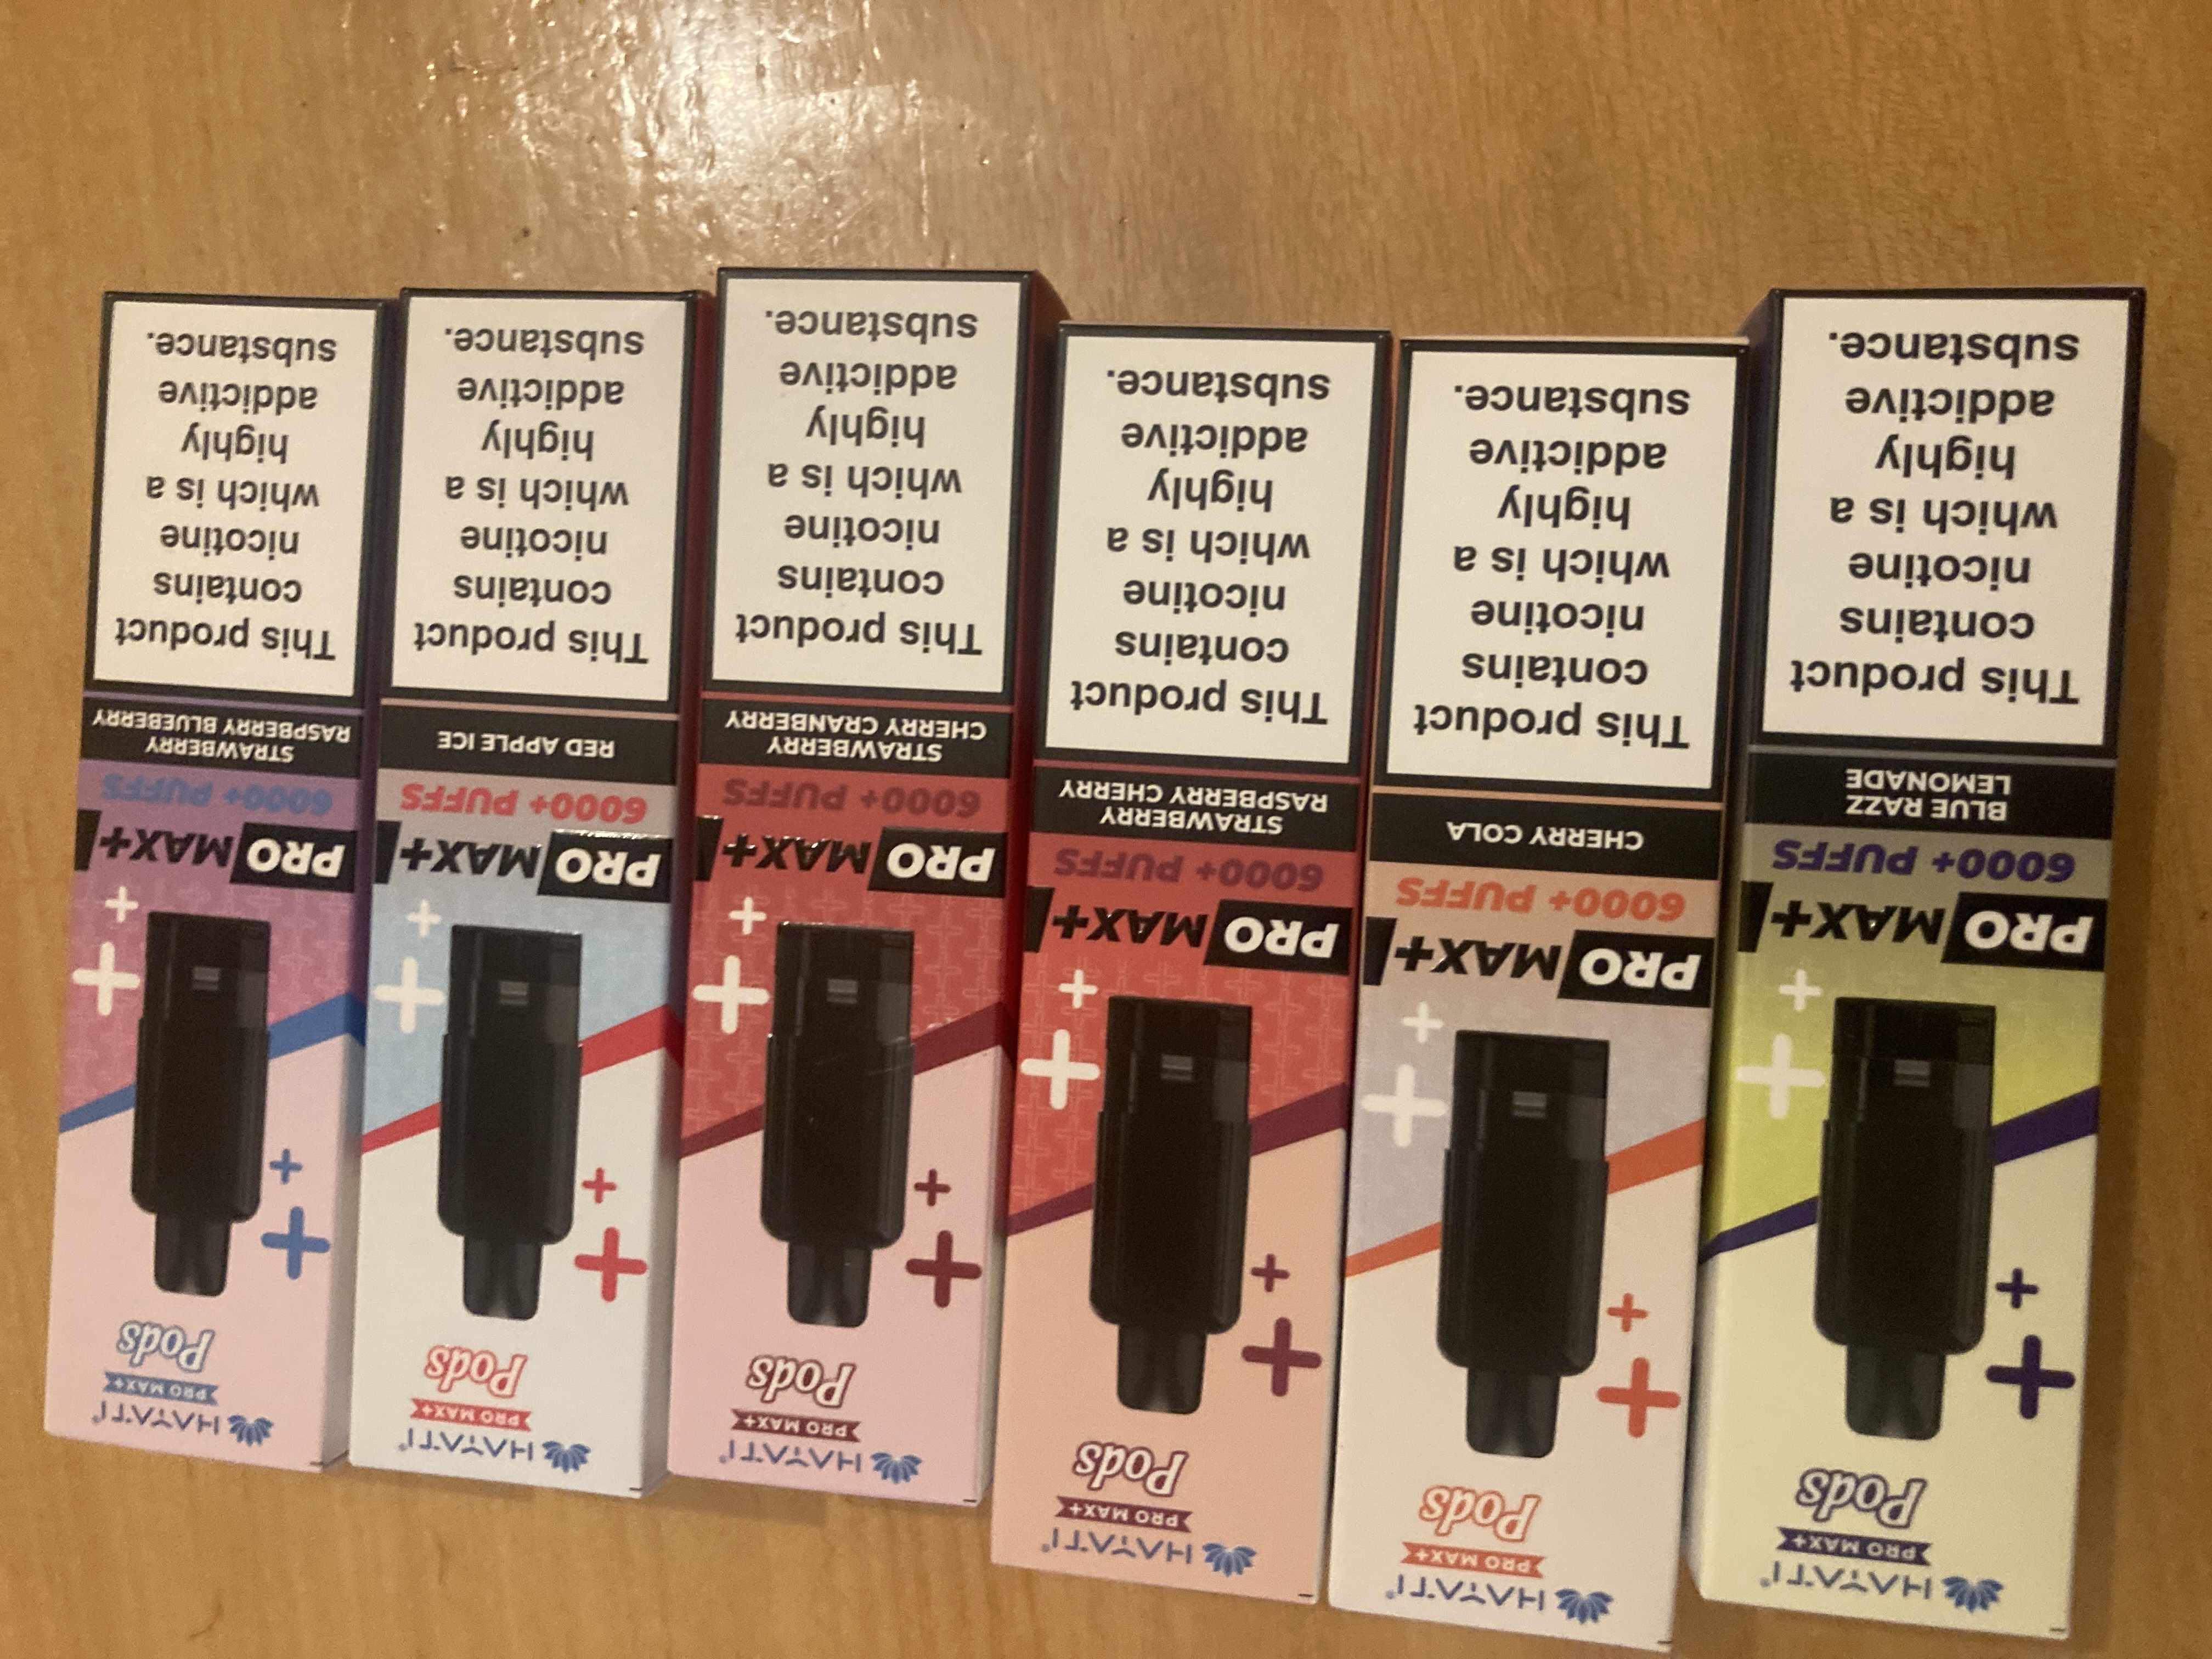 HAYATI®
PRO MAX+
Pods
PRO MAX+
6000+ PUFFS
BLUE RAZZ
LEMONADE
This product
contains
nicotine
which is a
highly
addictive
substance.
HAYATI®
PRO MAX+
Pods
PRO MAX+
6000+ PUFFS
CHERRY COLA
This product
contains
nicotine
which is a
highly
addictive
substance.
HAYATI®
PRO MAX+
Pods
PRO MAX+
6000+ PUFFS
STRAWBERRY
RASPBERRY CHERRY
This product
contains
nicotine
which is a
highly
addictive
substance.
HAYATI®
PRO MAX+
Pods
PRO MAX+
6000+ PUFFS
STRAWBERRY
CHERRY CRANBERRY
This product
contains
nicotine
which is a
highly
addictive
substance.
HAYATI®
PRO MAX+
Pods
PRO MAX+
6000+ PUFFS
RED APPLE ICE
This product
contains
nicotine
which is a
highly
addictive
substance.
HAYATI®
PRO MAX+
Pods
PRO MAX+
6000+ PUFFS
STRAWBERRY
RASPBERRY BLUEBERRY
This product
contains
nicotine
which is a
highly
addictive
substance.